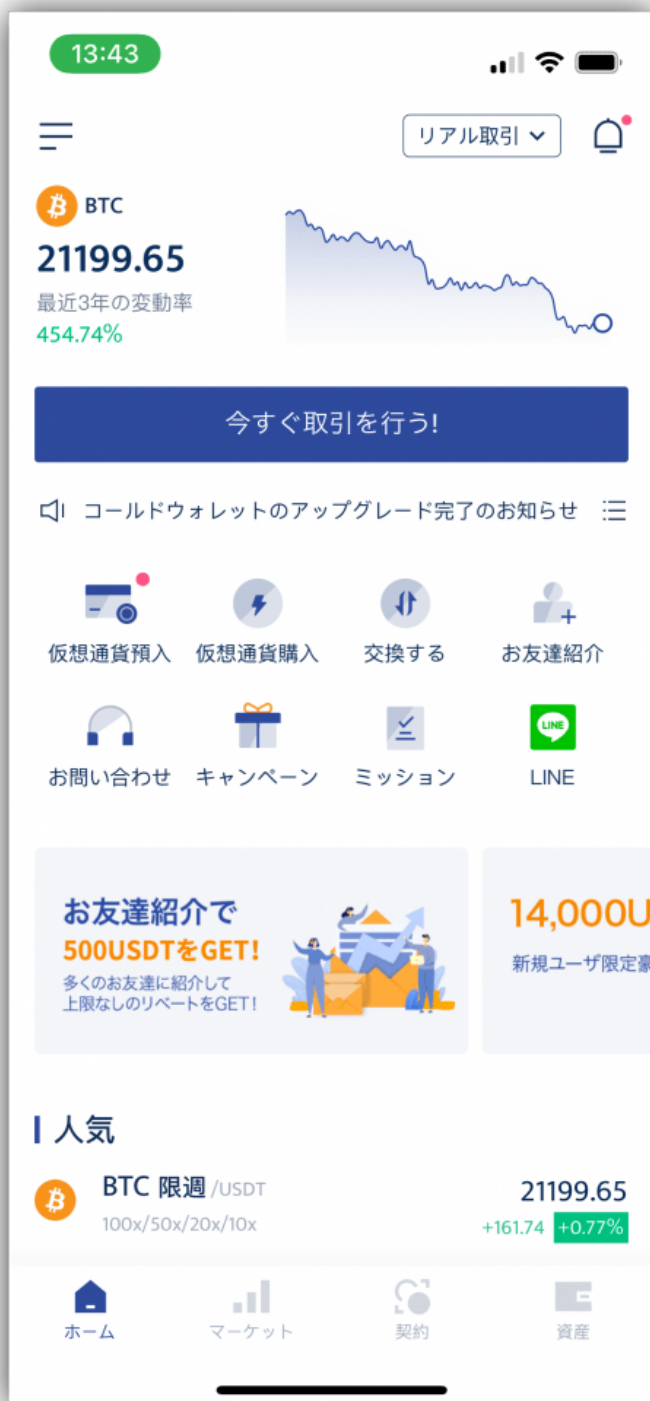 13:43
リアル取引
BTC
21199.65
最近3年の変動率
454.74%
今すぐ取引を行う!
コールドウォレットのアップグレード完了のお知らせ
仮想通貨預入
仮想通貨購入
交換する
お友達紹介
お問い合わせ
キャンペーン
ミッション
LINE
LINE
お友達紹介で
500USDTをGET!
多くのお友達に紹介して
上限なしのリベートをGET!
14,000U
新規ユーザ限定豪
人気
BTC 限週 /USDT
21199.65
100x/50x/20x/10x
+161.74 +0.77%
ホーム
マーケット
契約
資産